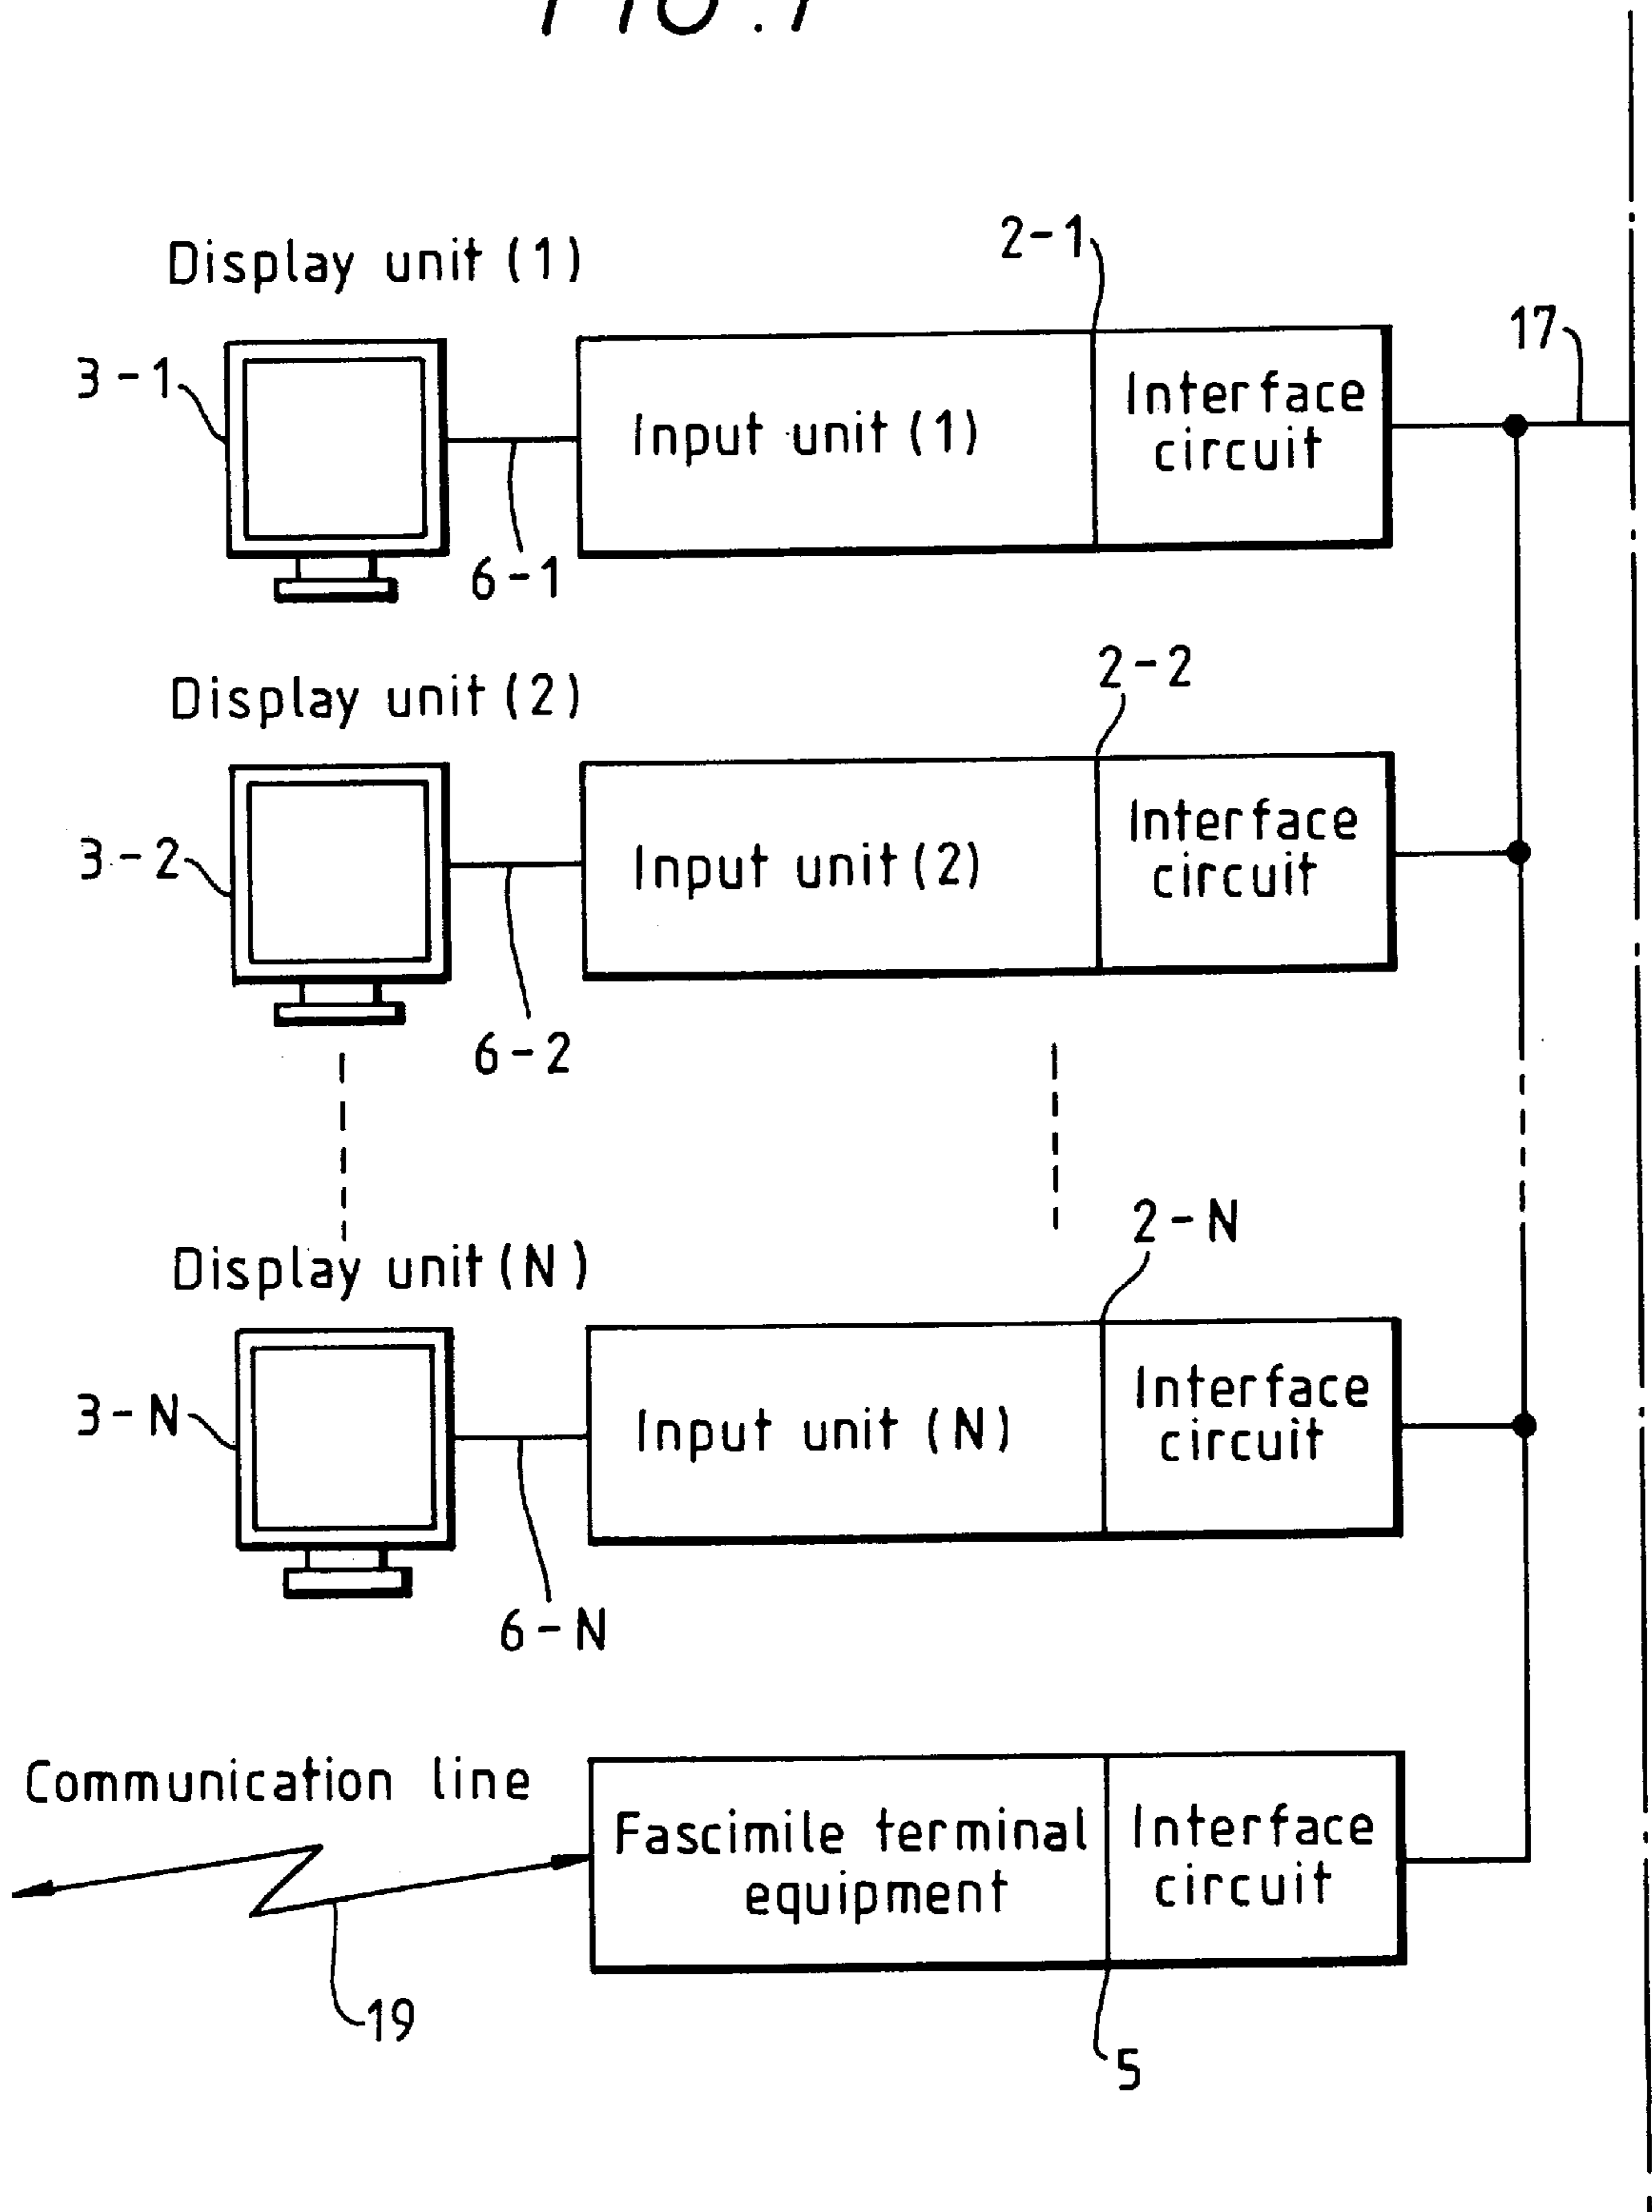 FIG. 1
Display unit (1)
2-1
17
3-1
Input unit (1)
Interface
circuit
6-1
Display unit (2)
2-2
3-2
Input unit (2)
Interface
circuit
6-2
Display unit (N)
2-N
3-N
Input unit (N)
Interface
circuit
6-N
Communication line
Fascimile terminal
equipment
Interface
circuit
19
5